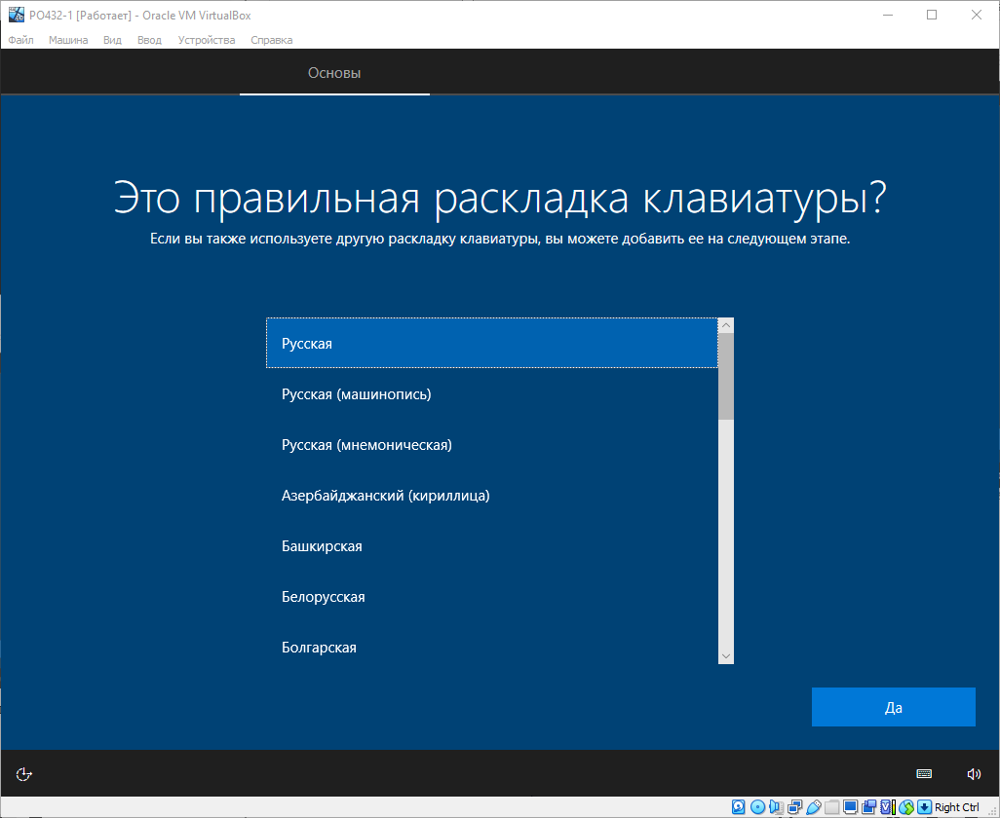 PO432-1 [Работает] - Oracle VM VirtualBox
Файл Машина Вид Ввод Устройства Справка
Основы
Это правильная раскладка клавиатуры?
Если вы также используете другую раскладку клавиатуры, вы можете добавить ее на следующем этапе.
Русская
Русская (машинопись)
Русская (мнемоническая)
Азербайджанский (кириллица)
Башкирская
Белорусская
Болгарская
Да
Right Ctrl